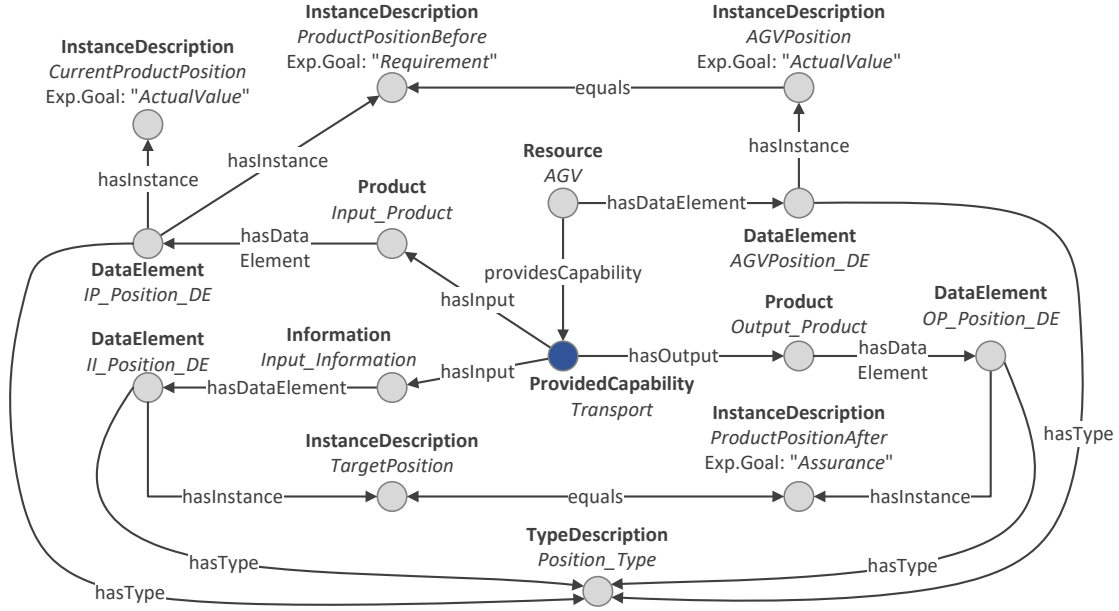 InstanceDescription
CurrentProductPosition
Exp.Goal: "ActualValue"
InstanceDescription
ProductPositionBefore
Exp.Goal: "Requirement"
InstanceDescription
AGVPosition
Exp.Goal: "ActualValue"
equals
hasInstance
hasInstance
hasInstance
Resource
AGV
hasDataElement
Product
Input_Product
hasData
Element
DataElement
IP_Position_DE
DataElement
AGVPosition_DE
providesCapability
hasInput
Product
Output_Product
DataElement
OP_Position_DE
DataElement
II_Position_DE
Information
Input_Information
hasDataElement
hasInput
hasOutput
hasData
Element
ProvidedCapability
Transport
InstanceDescription
TargetPosition
InstanceDescription
ProductPositionAfter
Exp.Goal: "Assurance"
hasType
hasInstance
equals
hasInstance
TypeDescription
Position_Type
hasType
hasType
hasType